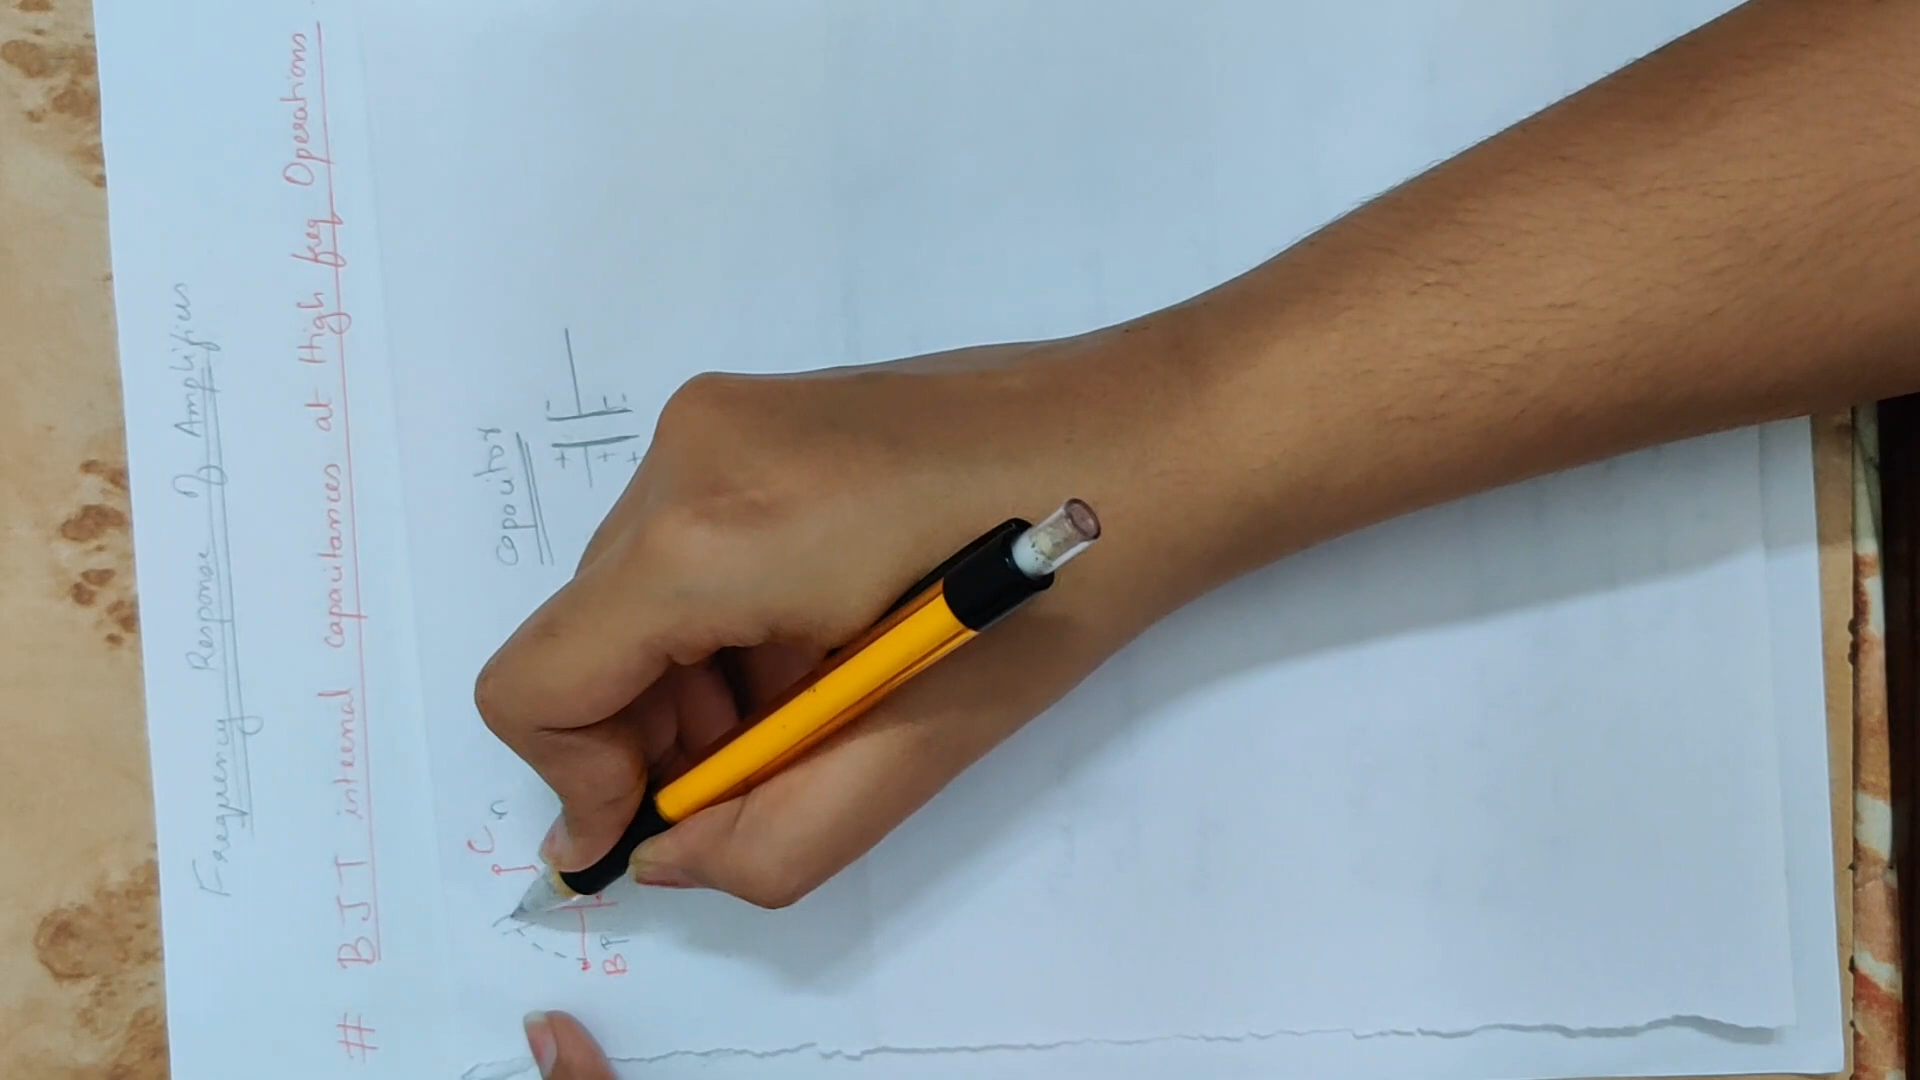 Frequency Response of Amplifiers
# BJT internal capacitances at High freq Operations
capacitor
C n
+ -
+
+ -
B P